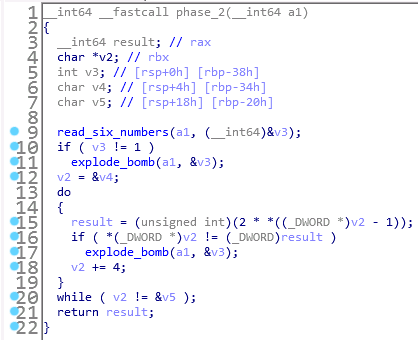 1 __int64 __fastcall phase_2(__int64 a1)
2 {
3 __int64 result; // rax
4 char *v2; // rbx
5 int v3; // [rsp+0h] [rbp-38h]
6 char v4; // [rsp+4h] [rbp-34h]
7 char v5; // [rsp+18h] [rbp-20h]
8
9 read_six_numbers(a1, (__int64)&v3);
10 if ( v3 != 1 )
11 explode_bomb(a1, &v3);
12 v2 = &v4;
13 do
14 {
15 result = (unsigned int)(2 * *((_DWORD *)v2 - 1));
16 if ( *(_DWORD *)v2 != (_DWORD)result )
17 explode_bomb(a1, &v3);
18 v2 += 4;
19 }
20 while ( v2 != &v5 );
21 return result;
22 }